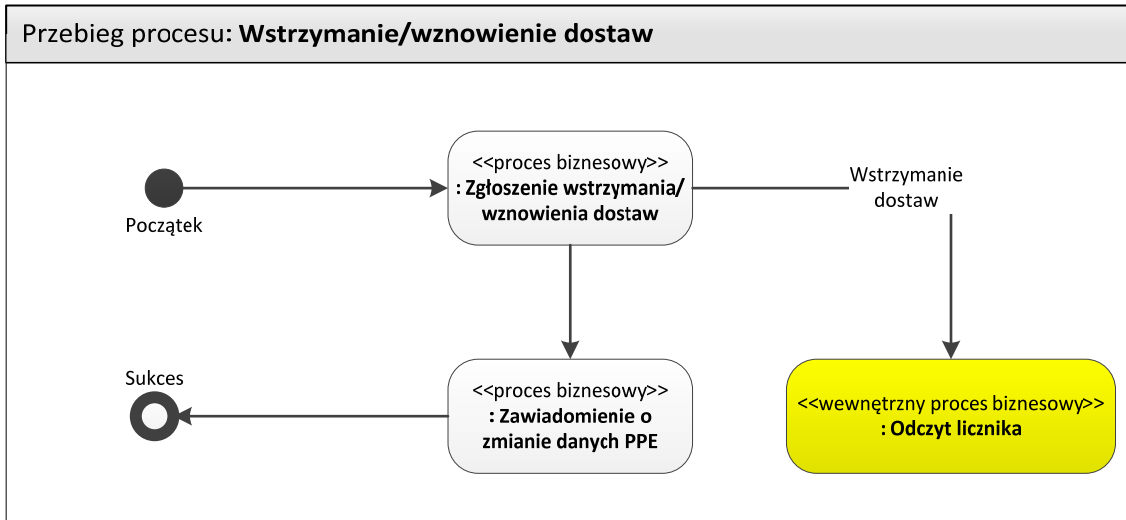 Przebieg procesu: Wstrzymanie/wznowienie dostaw
<<proces biznesowy>>
: Zgłoszenie wstrzymania/
wznowienia dostaw
Wstrzymanie
dostaw
Początek
Sukces
<<proces biznesowy>>
: Zawiadomienie o
zmianie danych PPE
<<wewnętrzny proces biznesowy>>
: Odczyt licznika